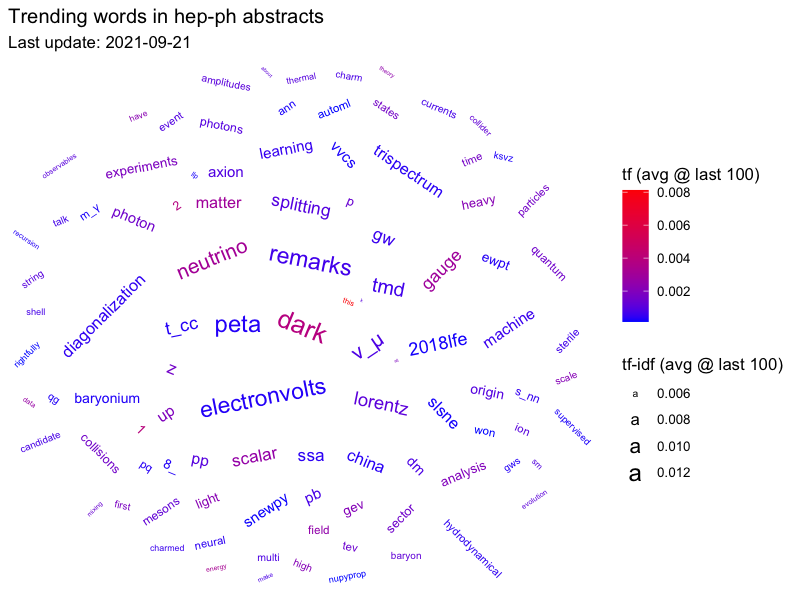 Trending words in hep-ph abstracts
Last update: 2021-09-21
about
theory
amplitudes
thermal
charm
have
event
photons
ann
automl
states
currents
collider
observables
experiments
axion
learning
vvcs
trispectrum
time
ksvz
talk
m_γ
photon
2
matter
splitting
p
heavy
particles
recursion
neutrino
remarks
gw
tmd
gauge
ewpt
quantum
string
shell
diagonalization
t_cc
peta
dark
this
v_μ
2018lfe
machine
sterile
rightfully
z
scale
data
qg
baryonium
1
up
electronvolts
lorentz
slsne
origin
s_nn
won
ion
supervised
candidate
collisions
pq
8_
pp
scalar
ssa
china
dm
analysis
gws
sm
evolution
mixing
first
mesons
light
snewpy
pb
gev
sector
hydrodynamical
field
charmed
neural
multi
tev
baryon
energy
make
high
nupyprop
tf (avg @ last 100)
0.008
0.006
0.004
0.002
tf-idf (avg @ last 100)
a 0.006
a 0.008
a 0.010
a 0.012